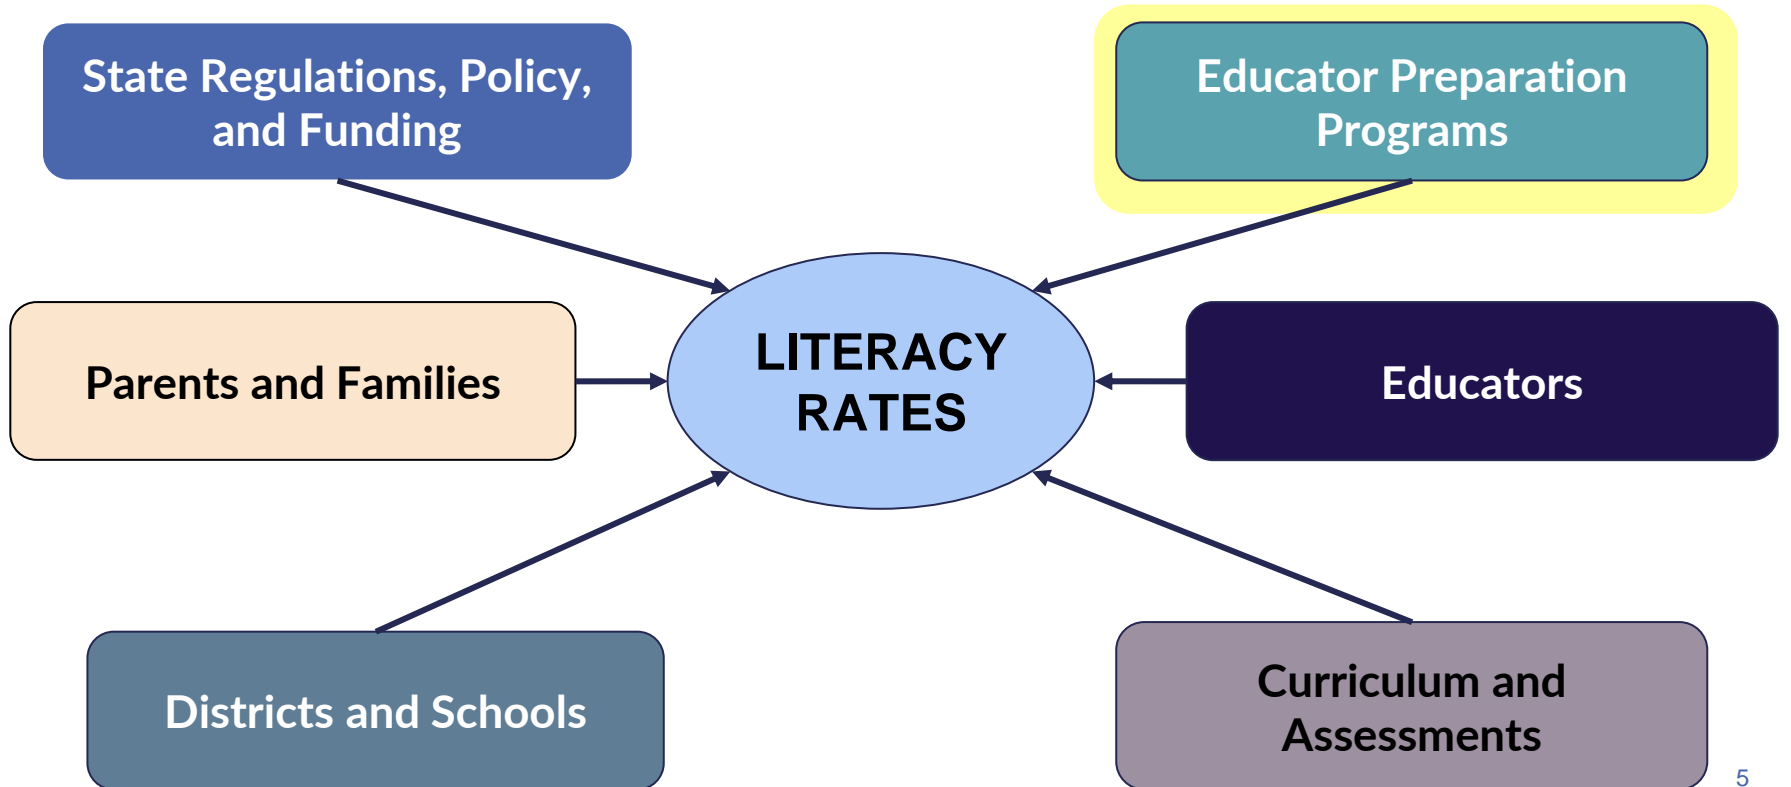 State Regulations, Policy,
and Funding
Educator Preparation
Programs
Parents and Families
LITERACY
RATES
Educators
Districts and Schools
Curriculum and
Assessments
5